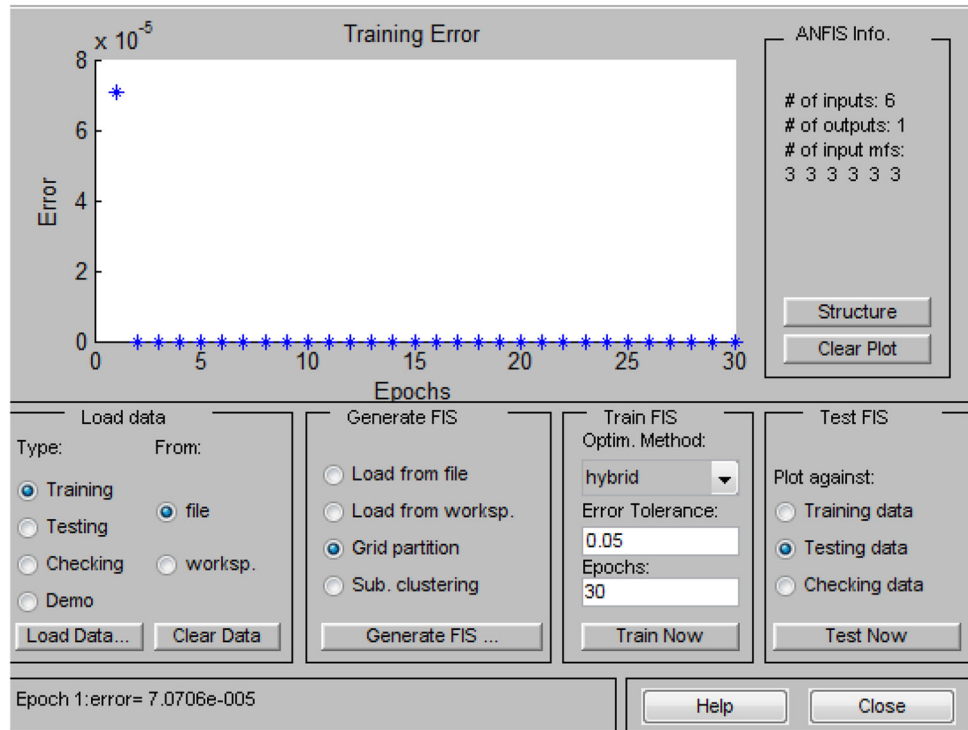 Training Error
x 10-5
8
6
4
2
0
Error
0 5 10 15 20 25 30
Epochs
ANFIS Info.
# of inputs: 6
# of outputs: 1
# of input mfs:
3 3 3 3 3 3
Structure
Clear Plot
Load data
Type: From:
Training
Testing
Checking
Demo
file
worksp.
Load Data... Clear Data
Generate FIS
Load from file
Load from worksp.
Grid partition
Sub. clustering
Generate FIS ...
Train FIS
Optim. Method:
hybrid
Error Tolerance:
0.05
Epochs:
30
Train Now
Test FIS
Plot against:
Training data
Testing data
Checking data
Test Now
Epoch 1:error= 7.0706e-005
Help Close